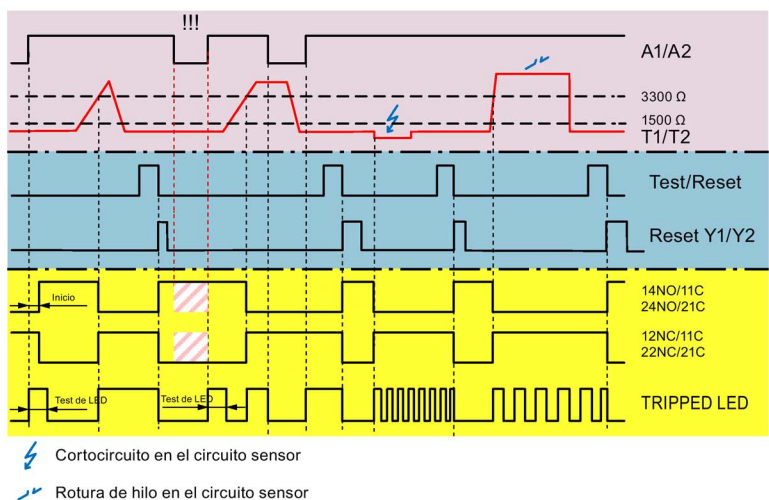 !!!
A1/A2
3300 Ω
1500 Ω
T1/T2
Test/Reset
Reset Y1/Y2
Inicio
14NO/11C
24NO/21C
12NC/11C
22NC/21C
Test de LED
Test de LED
TRIPPED LED
Cortocircuito en el circuito sensor
Rotura de hilo en el circuito sensor